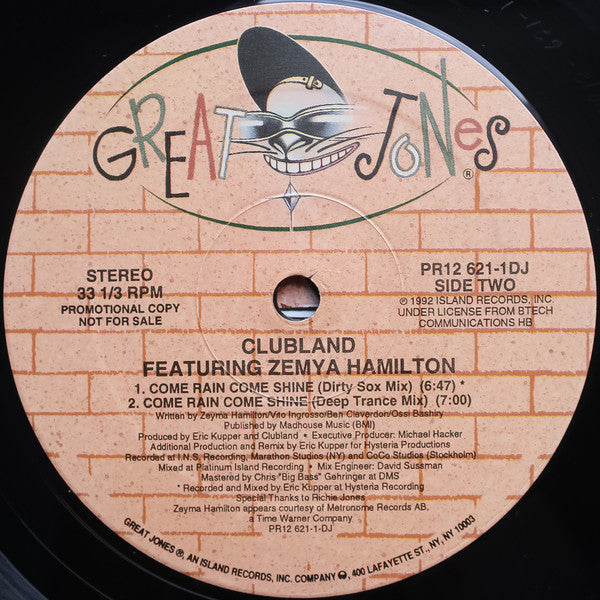 GREAT JONES ®
STEREO
33 1/3 RPM
PROMOTIONAL COPY
NOT FOR SALE
PR12 621-1DJ
SIDE TWO
℗ 1992 ISLAND RECORDS, INC.
UNDER LICENSE FROM BTECH
COMMUNICATIONS HB
CLUBLAND
FEATURING ZEMYA HAMILTON
1. COME RAIN COME SHINE (Dirty Sox Mix) (6:47) *
2. COME RAIN COME SHINE (Deep Trance Mix) (7:00)
Written by Zeyma Hamilton/Vito Ingrosso/Ben Claverdon/Ossi Bashiry
Published by Madhouse Music (BMI)
Produced by Eric Kupper and Clubland • Executive Producer: Michael Hacker
Additional Production and Remix by Eric Kupper for Hysteria Productions
Recorded at I.N.S. Recording, Marathon Studios (NY) and CoCo Studios (Stockholm)
Mixed at Platinum Island Recording • Mix Engineer: David Sussman
Mastered by Chris "Big Bass" Gehringer at DMS
* Recorded and Mixed by Eric Kupper at Hysteria Recording
Special Thanks to Richie Jones
Zeyma Hamilton appears courtesy of Metronome Records AB.
a Time Warner Company
PR12 621-1-DJ
GREAT JONES ®, AN ISLAND RECORDS, INC. COMPANY, 400 LAFAYETTE ST., NY, NY 10003